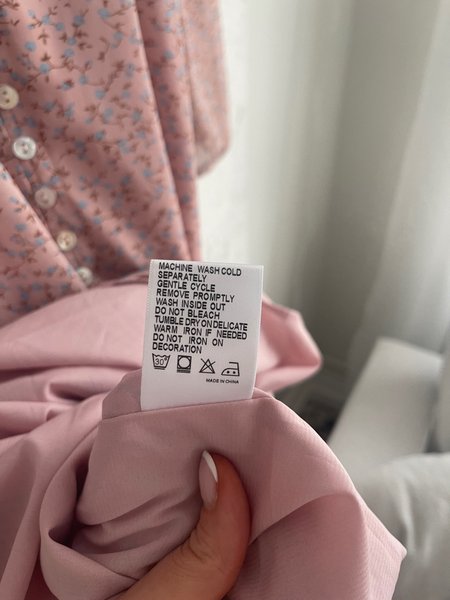 MACHINE WASH COLD
SEPARATELY
GENTLE CYCLE
REMOVE PROMPTLY
WASH INSIDE OUT
DO NOT BLEACH
TUMBLE DRY ON DELICATE
WARM IRON IF NEEDED
DO NOT IRON ON
DECORATION
30
MADE IN CHINA